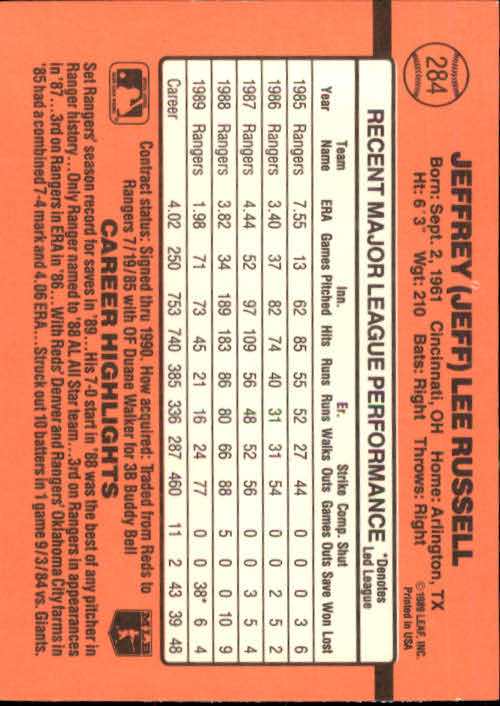 284
JEFFREY (JEFF) LEE RUSSELL
Born: Sept. 2, 1961 Cincinnati, OH Home: Arlington, TX
Ht: 6' 3" Wgt: 210 Bats: Right Throws: Right
© 1989 LEAF, INC.
Printed in USA
RECENT MAJOR LEAGUE PERFORMANCE
*Denotes
Led League
Team Inn. Er. Strike Comp. Shut
Year Name ERA Games Pitched Hits Runs Runs Walks Outs Games Outs Save Won Lost
1985 Rangers 7.55 13 62 85 55 52 27 44 0 0 0 3 6
1986 Rangers 3.40 37 82 74 40 31 31 54 0 0 2 5 2
1987 Rangers 4.44 52 97 109 56 48 52 56 0 0 3 5 4
1988 Rangers 3.82 34 189 183 86 80 66 88 5 0 0 10 9
1989 Rangers 1.98 71 73 45 21 16 24 77 0 0 38* 6 4
Career 4.02 250 753 740 385 336 287 460 11 2 43 39 48
Contract status: Signed thru 1990. How acquired: Traded from Reds to
Rangers 7/19/85 with OF Duane Walker for 3B Buddy Bell
CAREER HIGHLIGHTS
MLB
Set Rangers' season record for saves in '89...His 7-0 start in '88 was the best of any pitcher in
Ranger history...Only Ranger named to '88 AL All Star team...3rd on Rangers in appearances
in '87...3rd on Rangers in ERA in '86...With Reds' Denver and Rangers' Oklahoma City farms in
'85 had a combined 7-4 mark and 4.06 ERA...Struck out 10 batters in 1 game 9/3/84 vs. Giants.